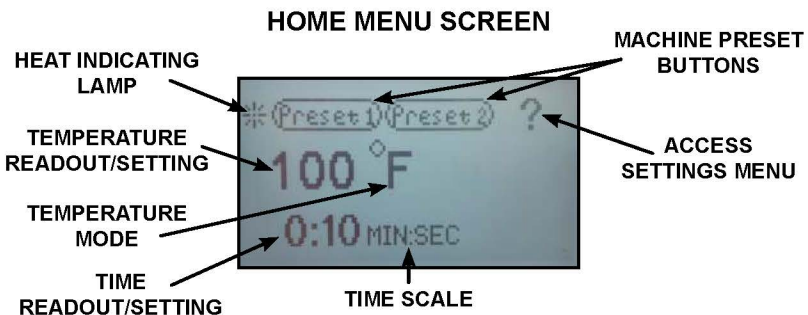 HOME MENU SCREEN
HEAT INDICATING
LAMP
MACHINE PRESET
BUTTONS
Preset 1 Preset 2 ?
TEMPERATURE
READOUT/SETTING
100 °F
ACCESS
SETTINGS MENU
TEMPERATURE
MODE
0:10 MIN:SEC
TIME
READOUT/SETTING
TIME SCALE